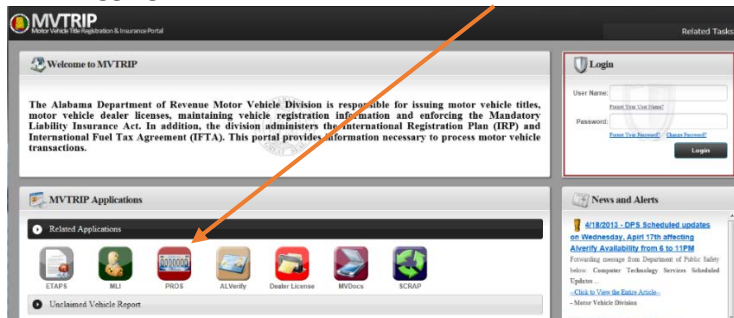 MVTRIP
Motor Vehicle Title Registration & Insurance Portal
Related Tasks
Welcome to MVTRIP
The Alabama Department of Revenue Motor Vehicle Division is responsible for issuing motor vehicle titles,
motor vehicle dealer licenses, maintaining vehicle registration information and enforcing the Mandatory
Liability Insurance Act. In addition, the division administers the International Registration Plan (IRP) and
International Fuel Tax Agreement (IFTA). This portal provides information necessary to process motor vehicle
transactions.
Login
User Name:
Forgot Your User Name?
Password:
Forgot Your Password? Change Password?
Login
MVTRIP Applications
Related Applications
ETAPS
MLI
PROS
ALVerify
Dealer License
MVDocs
SCRAP
Unclaimed Vehicle Report
News and Alerts
4/18/2013 - DPS Scheduled updates
on Wednesday, Apirl 17th affecting
Alverify Availability from 6 to 11PM
Forwarding message from Department of Public Safety
below Computer Technology Services Scheduled
Updates ...
-Click to View the Entire Article-
- Motor Vehicle Division